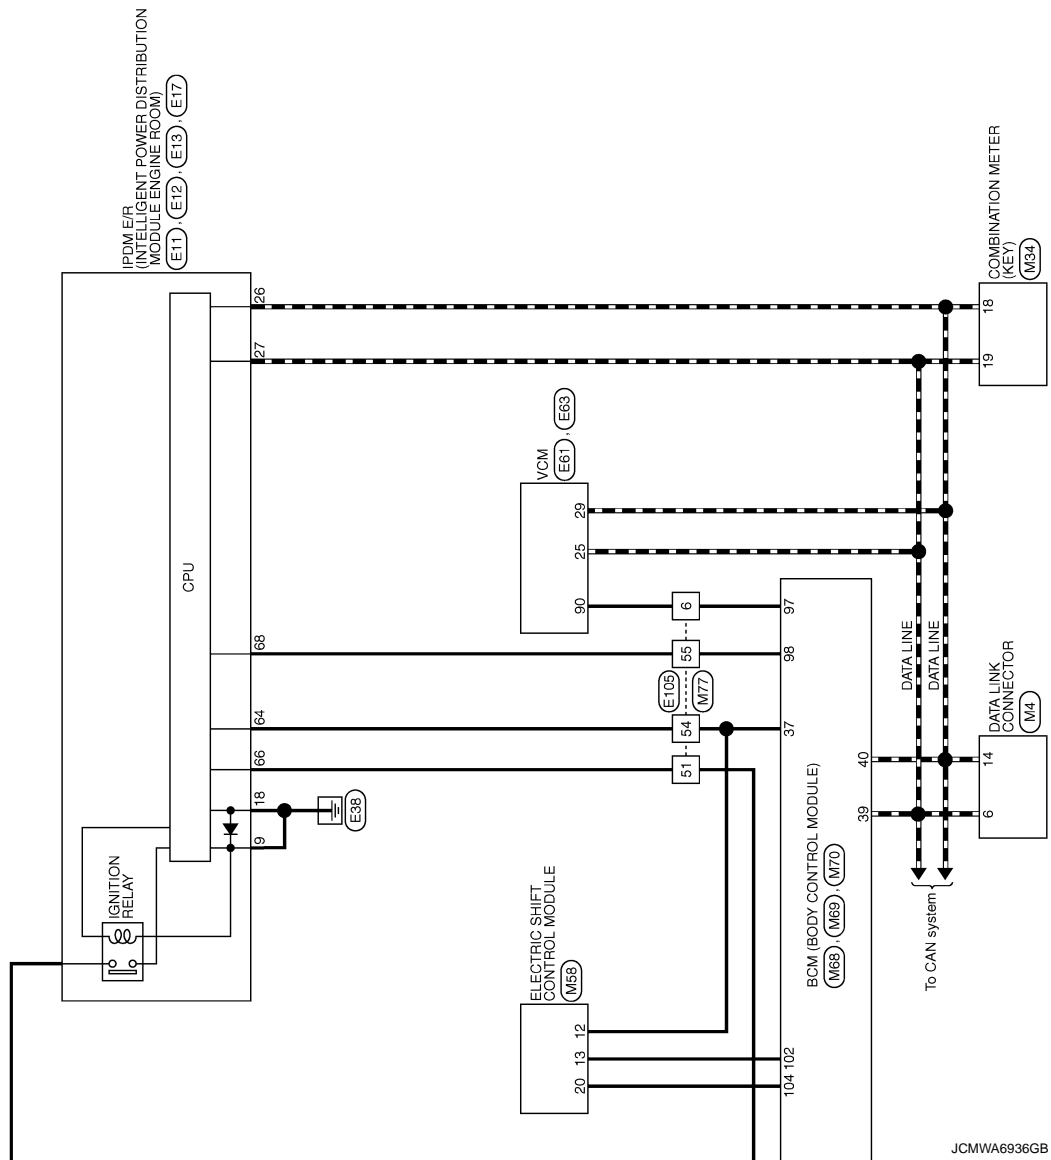 IPDM E/R
(INTELLIGENT POWER DISTRIBUTION
MODULE ENGINE ROOM)
E11 , E12 , E13 , E17
CPU
IGNITION
RELAY
26
27
68
64
66
18
9
E38
VCM
E61 , E63
29
25
90
6
55
54
51
E105
M77
97
98
37
40
39
102
104
BCM (BODY CONTROL MODULE)
M68 , M69 , M70
ELECTRIC SHIFT
CONTROL MODULE
M58
12
13
20
COMBINATION METER
(KEY)
M34
18
19
DATA LINE
DATA LINE
DATA LINK
CONNECTOR
M4
14
6
To CAN system
JCMWA6936GB